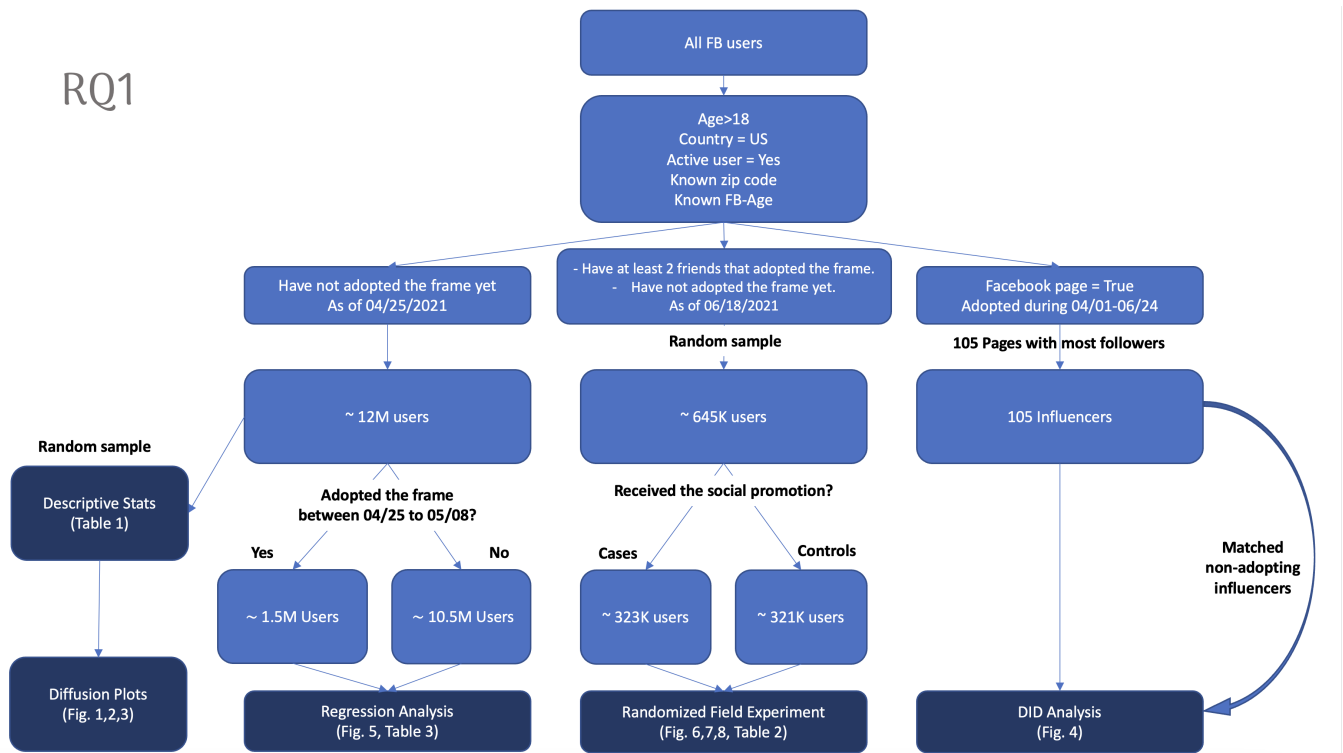 RQ1
All FB users
Age>18
Country = US
Active user = Yes
Known zip code
Known FB-Age
Have not adopted the frame yet
As of 04/25/2021
- Have at least 2 friends that adopted the frame.
- Have not adopted the frame yet.
As of 06/18/2021
Facebook page = True
Adopted during 04/01-06/24
Random sample
105 Pages with most followers
~ 12M users
~ 645K users
105 Influencers
Random sample
Descriptive Stats
(Table 1)
Adopted the frame
between 04/25 to 05/08?
Received the social promotion?
Yes
No
Cases
Controls
Matched
non-adopting
influencers
~ 1.5M Users
~ 10.5M Users
~ 323K users
~ 321K users
Diffusion Plots
(Fig. 1,2,3)
Regression Analysis
(Fig. 5, Table 3)
Randomized Field Experiment
(Fig. 6,7,8, Table 2)
DID Analysis
(Fig. 4)